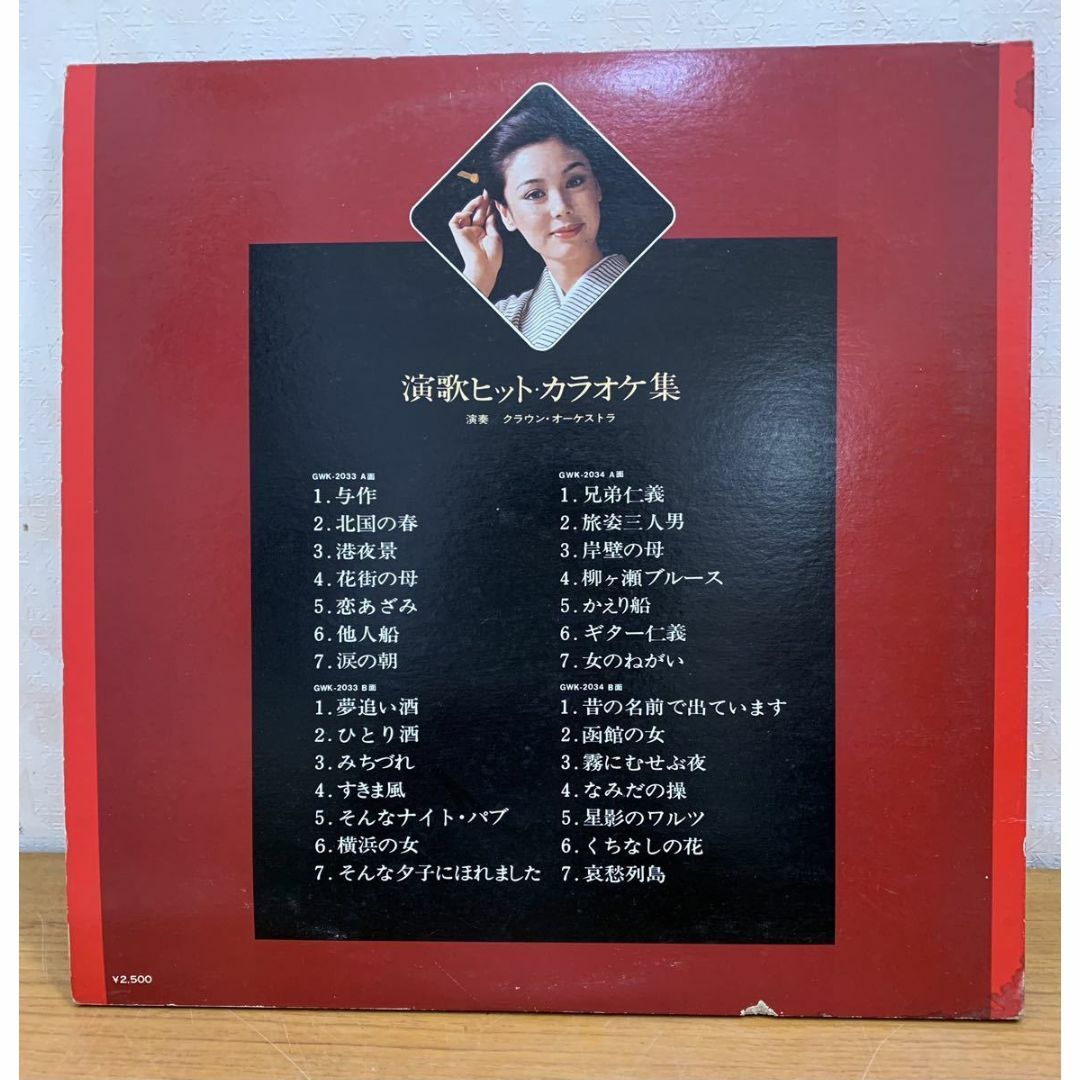 演歌ヒット・カラオケ集
演奏 クラウン・オーケストラ
GWK-2033 A面
1.与作
2.北国の春
3.港夜景
4.花街の母
5.恋あざみ
6.他人船
7.涙の朝
GWK-2033 B面
1.夢追い酒
2.ひとり酒
3.みちづれ
4.すきま風
5.そんなナイト・パブ
6.横浜の女
7.そんな夕子にほれました
GWK-2034 A面
1.兄弟仁義
2.旅姿三人男
3.岸壁の母
4.柳ヶ瀬ブルース
5.かえり船
6.ギター仁義
7.女のねがい
GWK-2034 B面
1.昔の名前で出ています
2.函館の女
3.霧にむせぶ夜
4.なみだの操
5.星影のワルツ
6.くちなしの花
7.哀愁列島
¥2,500